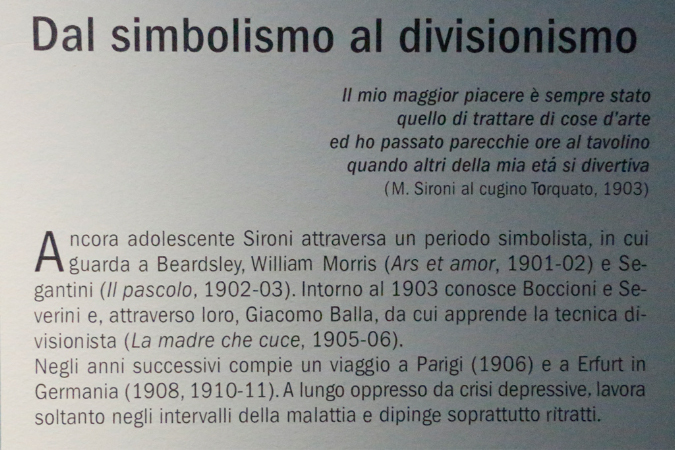 Dal simbolismo al divisionismo
Il mio maggior piacere è sempre stato
quello di trattare di cose d'arte
ed ho passato parecchie ore al tavolino
quando altri della mia etá si divertiva
(M. Sironi al cugino Torquato, 1903)
Ancora adolescente Sironi attraversa un periodo simbolista, in cui
guarda a Beardsley, William Morris (Ars et amor, 1901-02) e Se-
gantini (Il pascolo, 1902-03). Intorno al 1903 conosce Boccioni e Se-
verini e, attraverso loro, Giacomo Balla, da cui apprende la tecnica di-
visionista (La madre che cuce, 1905-06).
Negli anni successivi compie un viaggio a Parigi (1906) e a Erfurt in
Germania (1908, 1910-11). A lungo oppresso da crisi depressive, lavora
soltanto negli intervalli della malattia e dipinge soprattutto ritratti.